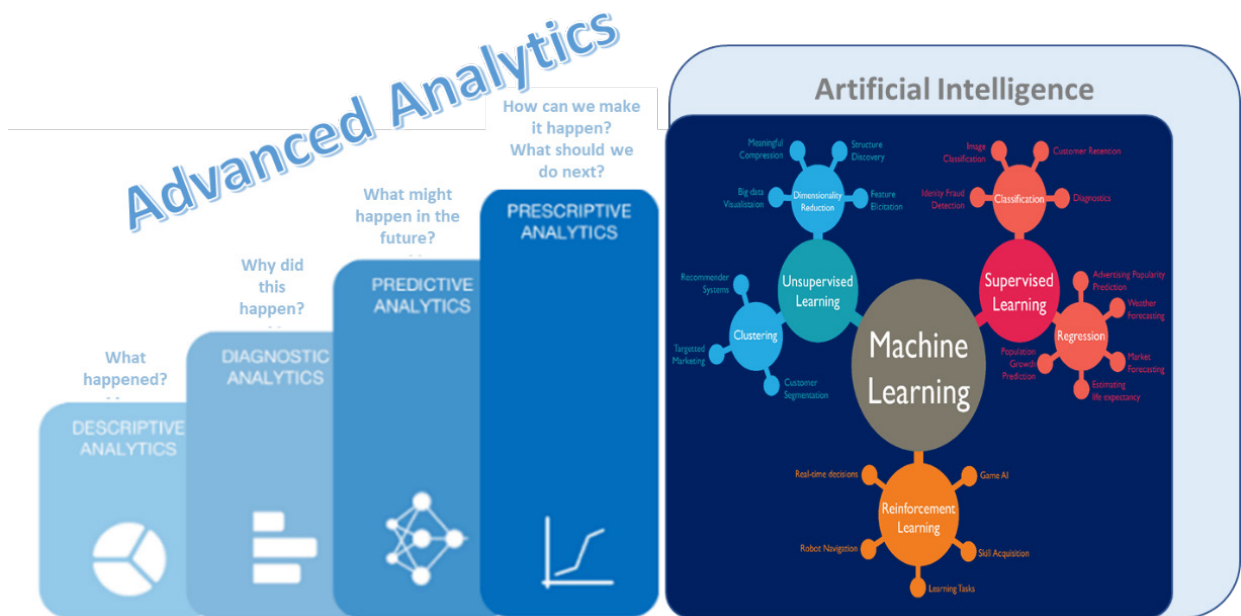 Advanced Analytics
What
happened?
DESCRIPTIVE
ANALYTICS
Why did
this
happen?
DIAGNOSTIC
ANALYTICS
What might
happen in the
future?
PREDICTIVE
ANALYTICS
How can we make
it happen?
What should we
do next?
PRESCRIPTIVE
ANALYTICS
Artificial Intelligence
Machine
Learning
Unsupervised
Learning
Dimensionality
Reduction
Meaningful
Compression
Structure
Discovery
Big data
Visualistaion
Feature
Elicitation
Clustering
Recommender
Systems
Targetted
Marketing
Customer
Segmentation
Supervised
Learning
Classification
Image
Classification
Customer Retention
Idenity Fraud
Detection
Diagnostics
Regression
Advertising Popularity
Prediction
Weather
Forecasting
Population
Growth
Prediction
Market
Forecasting
Estimating
life expectancy
Reinforcement
Learning
Real-time decisions
Game AI
Robot Navigation
Skill Acquisition
Learning Tasks